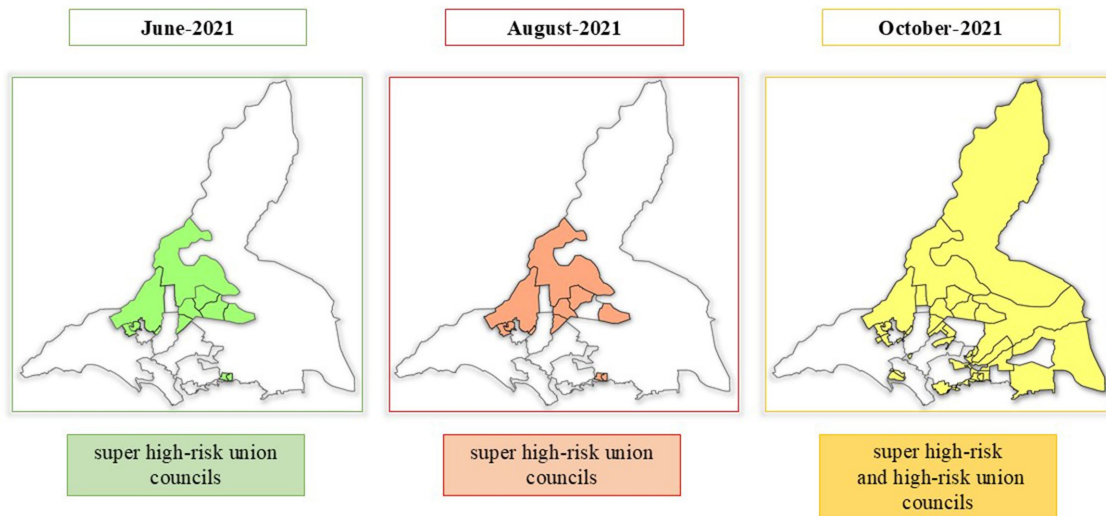 June-2021
August-2021
October-2021
super high-risk union
councils
super high-risk union
councils
super high-risk
and high-risk union
councils